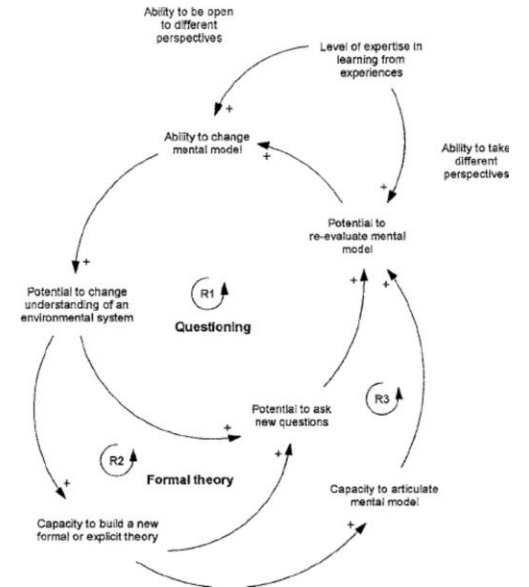 Ability to be open
to different
perspectives
Level of expertise in
learning from
experiences
+
Ability to change
mental model
+
Ability to take
different
perspectives
+
Potential to
re-evaluate mental
model
+
Potential to change
understanding of an
environmental system
R1
Questioning
+
+
Potential to ask
new questions
R3
+
R2
Formal theory
+
+
Capacity to articulate
mental model
Capacity to build a new
formal or explicit theory
+